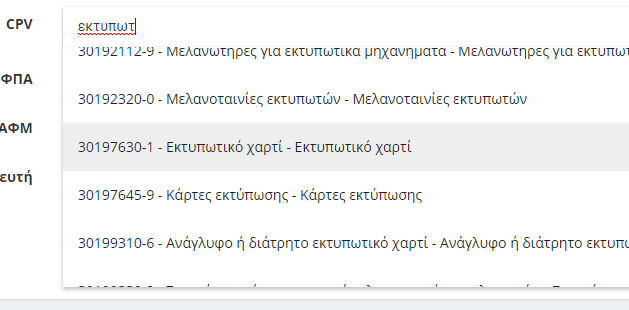 CPV
εκτυπωτ
30192112-9 - Μελανωτήρες για εκτυπωτικά μηχανήματα - Μελανωτήρες για εκτυπωτ
ΦΠΑ
30192320-0 - Μελανοταινίες εκτυπωτών - Μελανοταινίες εκτυπωτών
ΑΦΜ
30197630-1 - Εκτυπωτικό χαρτί - Εκτυπωτικό χαρτί
ευτή
30197645-9 - Κάρτες εκτύπωσης - Κάρτες εκτύπωσης
30199310-6 - Ανάγλυφο ή διάτρητο εκτυπωτικό χαρτί - Ανάγλυφο ή διάτρητο εκτυπω